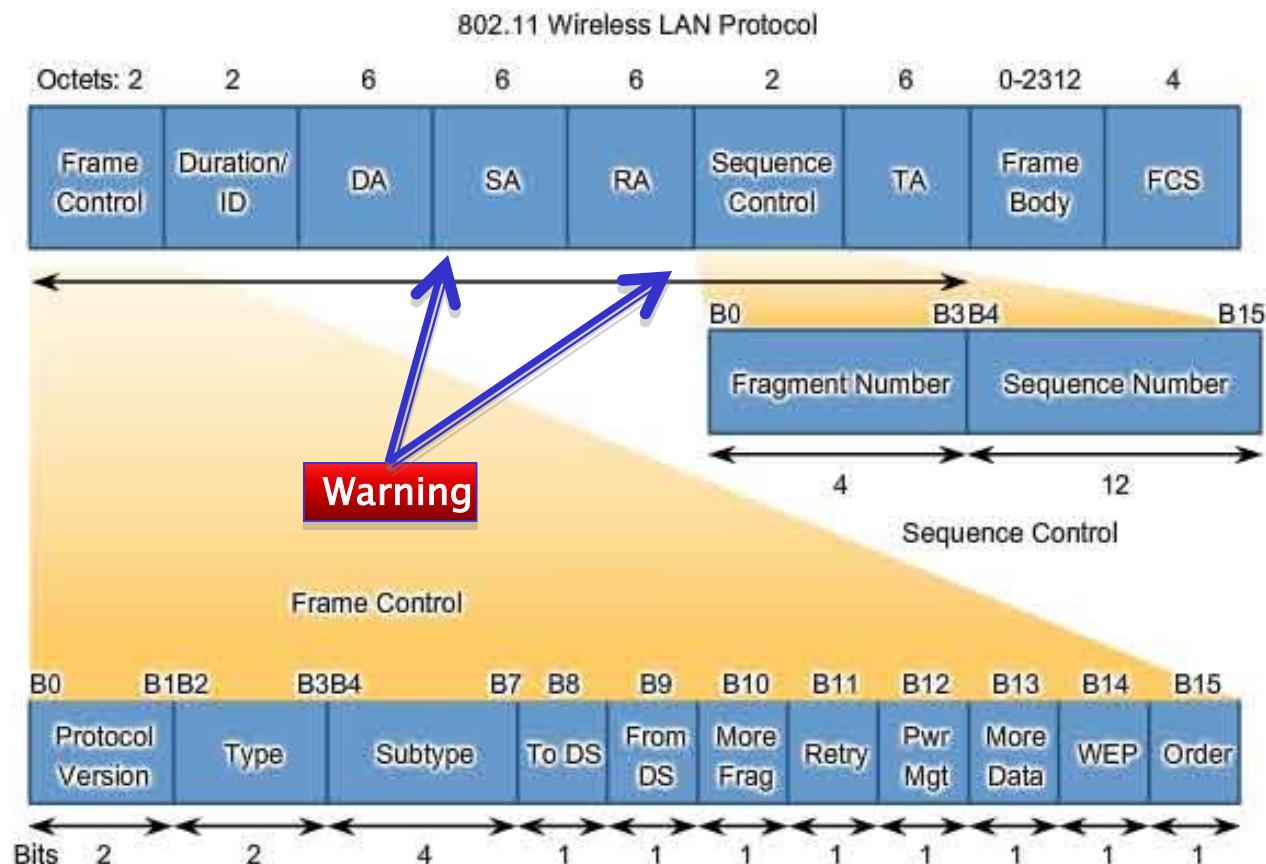 802.11 Wireless LAN Protocol
Octets: 2 2 6 6 6 2 6 0-2312 4
Frame Control Duration/ ID DA SA RA Sequence Control TA Frame Body FCS
B0 B3 B4 B15
Fragment Number Sequence Number
4 12
Warning
Sequence Control
Frame Control
B0 B1 B2 B3 B4 B7 B8 B9 B10 B11 B12 B13 B14 B15
Protocol Version Type Subtype To DS From DS More Frag Retry Pwr Mgt More Data WEP Order
Bits 2 2 4 1 1 1 1 1 1 1 1